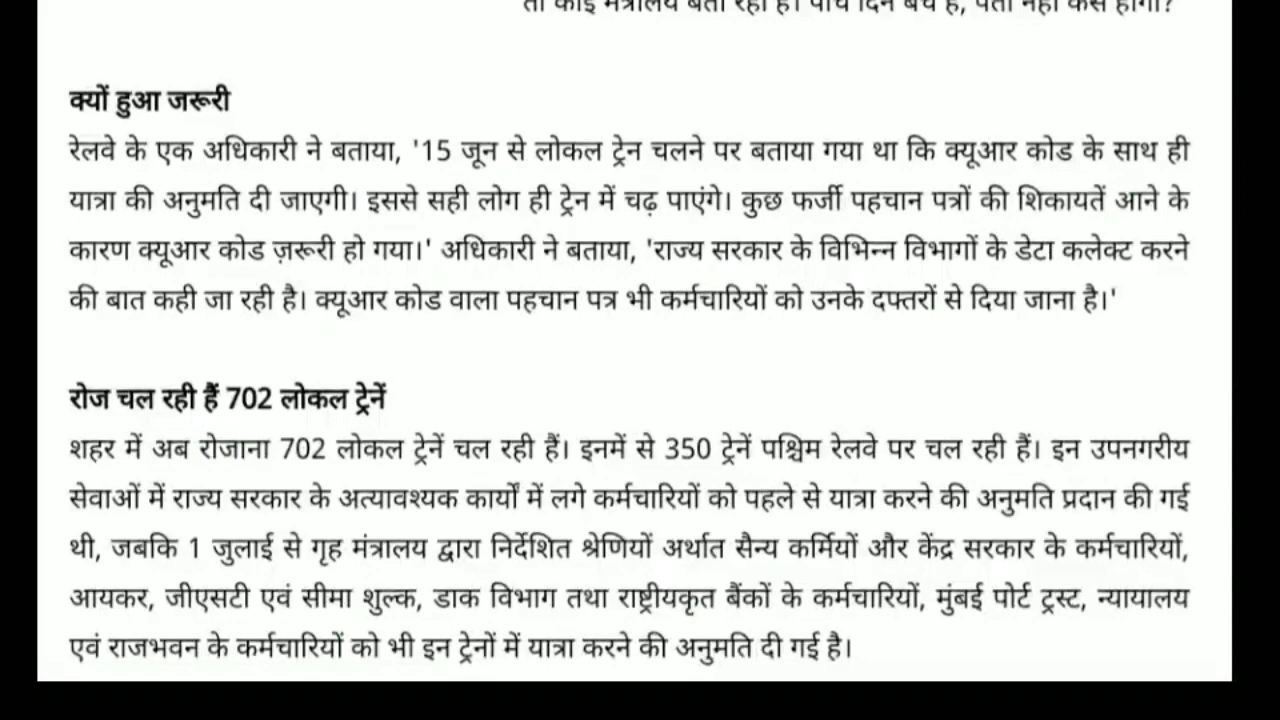 क्यों हुआ जरूरी
रेलवे के एक अधिकारी ने बताया, '15 जून से लोकल ट्रेन चलने पर बताया गया था कि क्यूआर कोड के साथ ही
यात्रा की अनुमति दी जाएगी। इससे सही लोग ही ट्रेन में चढ़ पाएंगे। कुछ फर्जी पहचान पत्रों की शिकायतें आने के
कारण क्यूआर कोड ज़रूरी हो गया।' अधिकारी ने बताया, 'राज्य सरकार के विभिन्न विभागों के डेटा कलेक्ट करने
की बात कही जा रही है। क्यूआर कोड वाला पहचान पत्र भी कर्मचारियों को उनके दफ्तरों से दिया जाना है।'
रोज चल रही हैं 702 लोकल ट्रेनें
शहर में अब रोजाना 702 लोकल ट्रेनें चल रही हैं। इनमें से 350 ट्रेनें पश्चिम रेलवे पर चल रही हैं। इन उपनगरीय
सेवाओं में राज्य सरकार के अत्यावश्यक कार्यों में लगे कर्मचारियों को पहले से यात्रा करने की अनुमति प्रदान की गई
थी, जबकि 1 जुलाई से गृह मंत्रालय द्वारा निर्देशित श्रेणियों अर्थात सैन्य कर्मियों और केंद्र सरकार के कर्मचारियों,
आयकर, जीएसटी एवं सीमा शुल्क, डाक विभाग तथा राष्ट्रीयकृत बैंकों के कर्मचारियों, मुंबई पोर्ट ट्रस्ट, न्यायालय
एवं राजभवन के कर्मचारियों को भी इन ट्रेनों में यात्रा करने की अनुमति दी गई है।